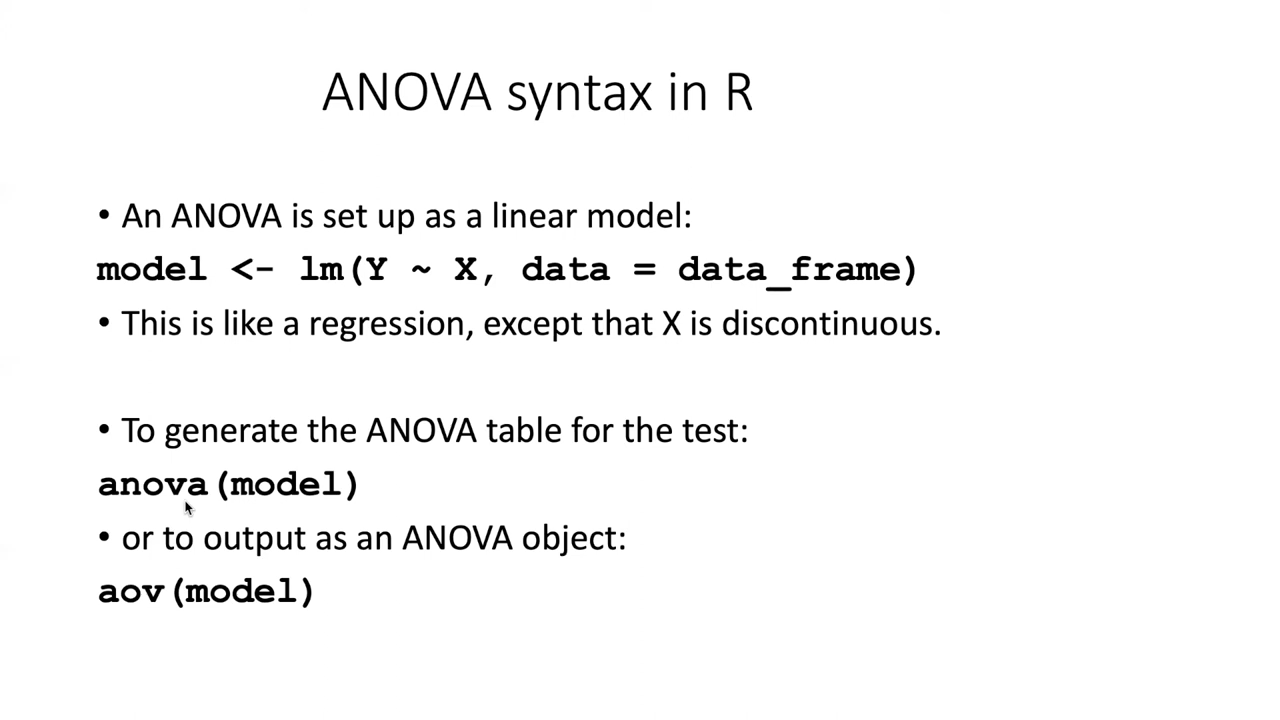 ANOVA syntax in R
• An ANOVA is set up as a linear model:
model <- lm(Y ~ X, data = data_frame)
• This is like a regression, except that X is discontinuous.
• To generate the ANOVA table for the test:
anova(model)
• or to output as an ANOVA object:
aov(model)